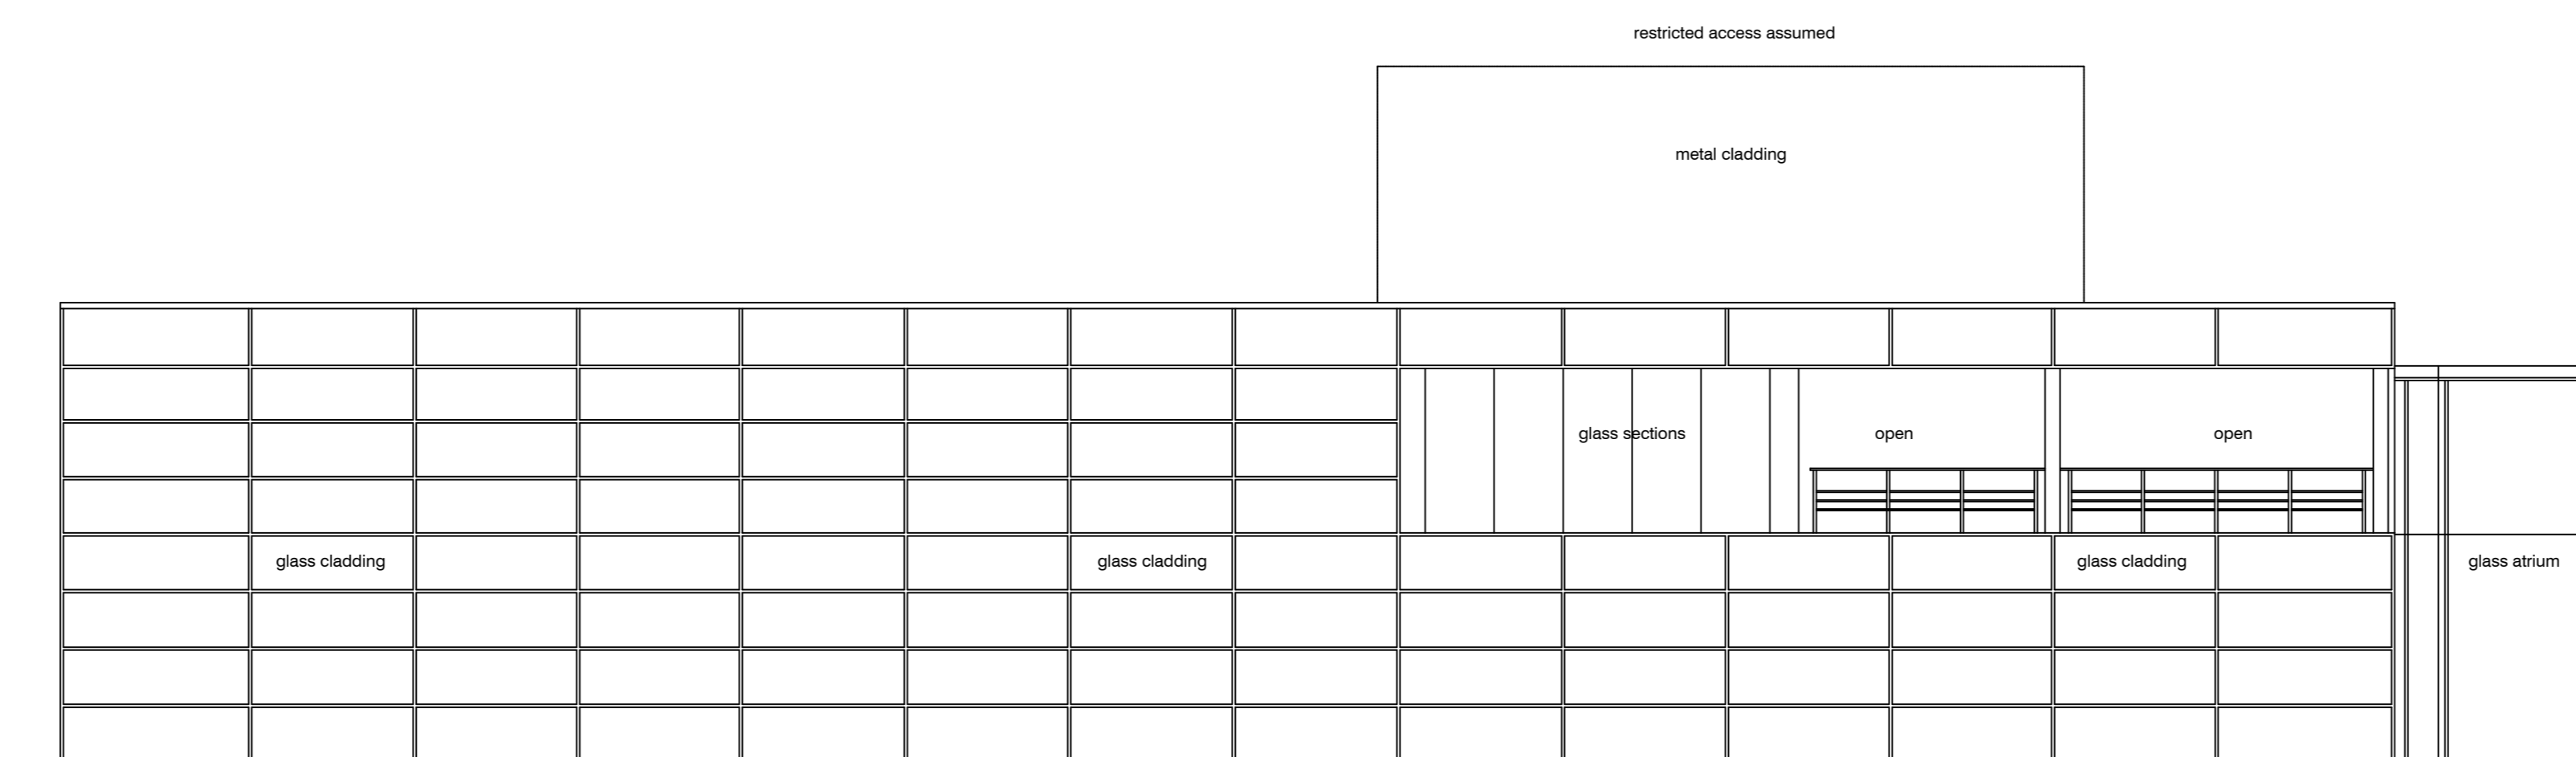 restricted access assumed
metal cladding
glass sections
open
open
glass cladding
glass cladding
glass cladding
glass atrium